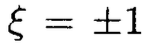 ξ = ±1